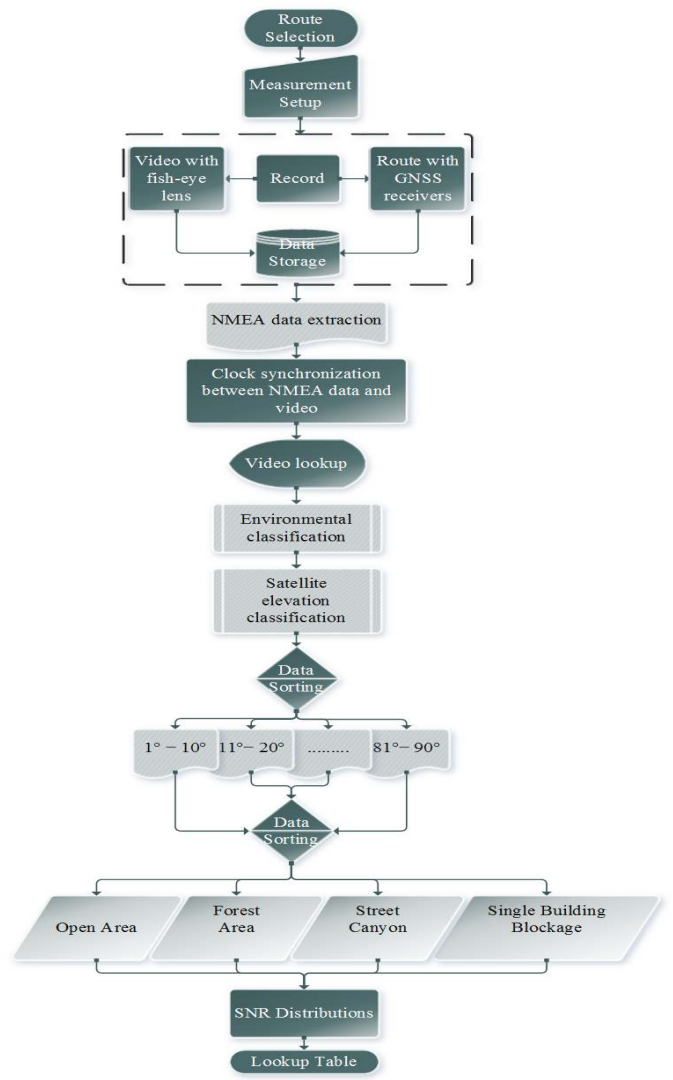 Route
Selection
Measurement
Setup
Video with
fish-eye
lens
Record
Route with
GNSS
receivers
Data
Storage
NMEA data extraction
Clock synchronization
between NMEA data and
video
Video lookup
Environmental
classification
Satellite
elevation
classification
Data
Sorting
1° – 10°
11°– 20°
.........
81°– 90°
Data
Sorting
Open Area
Forest
Area
Street
Canyon
Single Building
Blockage
SNR Distributions
Lookup Table